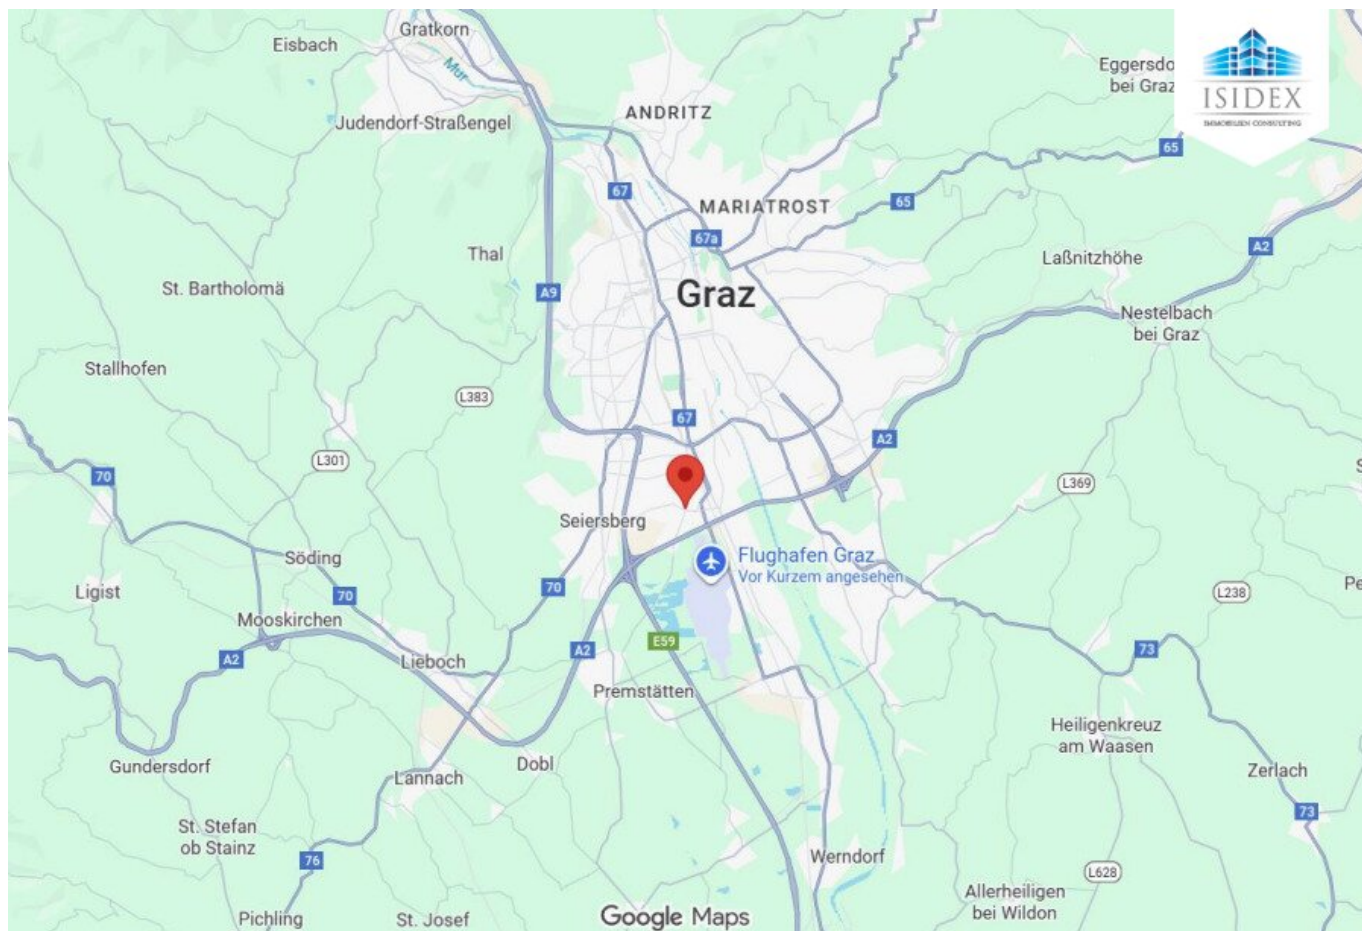 Gratkorn
Eisbach
Mur
Eggersdo
bei Graz
ISIDEX
IMMOBILIEN CONSULTING
ANDRITZ
Judendorf-Straßengel
65
67
MARIATROST
65
67a
A2
Thal
Laßnitzhöhe
St. Bartholomä
A9
Graz
Nestelbach
bei Graz
Stallhofen
L383
67
A2
L301
70
L369
Seiersberg
Flughafen Graz
Vor Kurzem angesehen
Söding
70
70
Ligist
L238
Pe
Mooskirchen
E59
A2
A2
73
Lieboch
Premstätten
Heiligenkreuz
am Waasen
Gundersdorf
Dobl
Lannach
Zerlach
73
St. Stefan
ob Stainz
76
Werndorf
L628
Allerheiligen
bei Wildon
Pichling
St. Josef
Google Maps